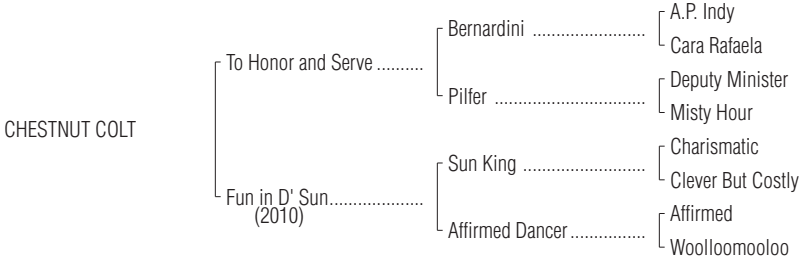 A.P. Indy
Bernardini ........................
Cara Rafaela
To Honor and Serve ..........
Deputy Minister
Pilfer ................................
Misty Hour
CHESTNUT COLT
Charismatic
Sun King ..........................
Clever But Costly
Fun in D' Sun....................
(2010)
Affirmed
Affirmed Dancer................
Woolloomooloo